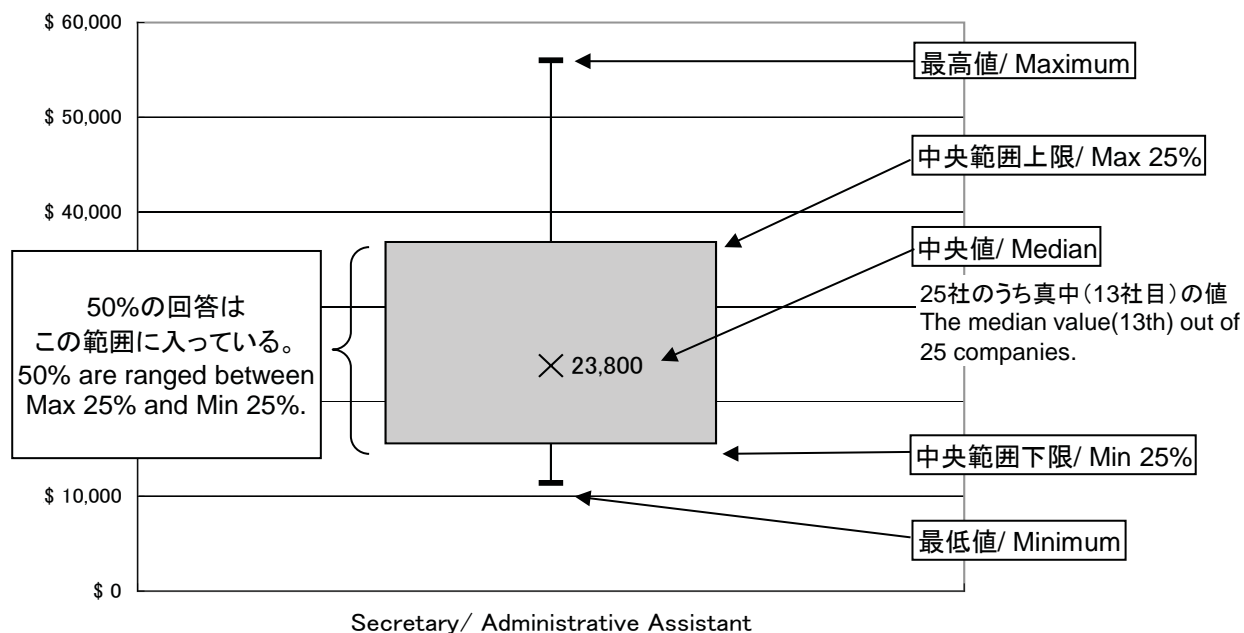 $ 60,000
$ 50,000
$ 40,000
$ 10,000
$ 0
50%の回答は
この範囲に入っている。
50% are ranged between
Max 25% and Min 25%.
23,800
最高値/ Maximum
中央範囲上限/ Max 25%
中央値/ Median
25社のうち真中(13社目)の値
The median value(13th) out of
25 companies.
中央範囲下限/ Min 25%
最低値/ Minimum
Secretary/ Administrative Assistant